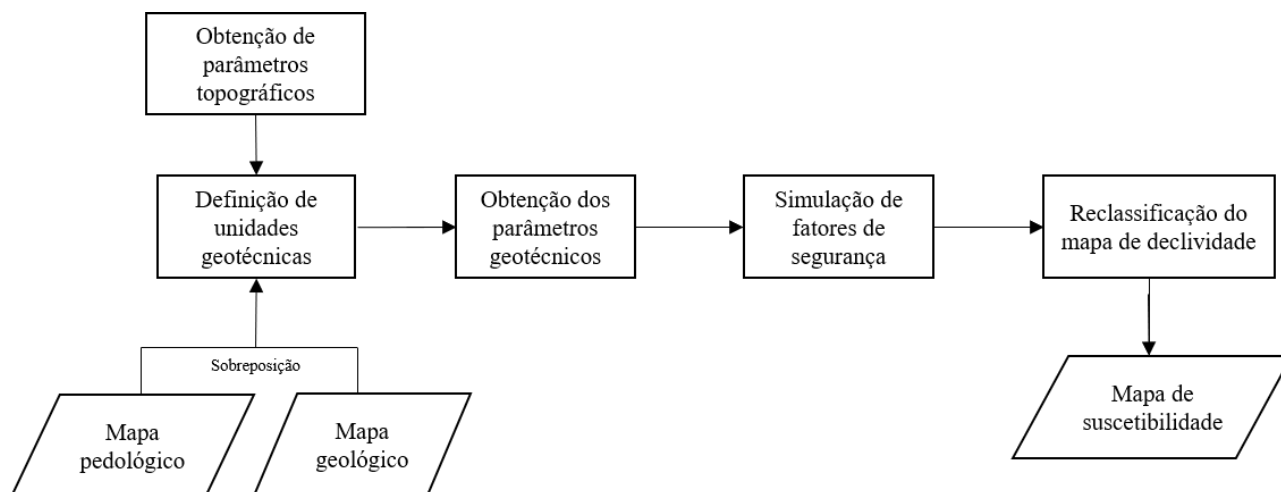 Obtenção de
parâmetros
topográficos
Definição de
unidades
geotécnicas
Obtenção dos
parâmetros
geotécnicos
Simulação de
fatores de
segurança
Reclassificação do
mapa de declividade
Sobreposição
Mapa
pedológico
Mapa
geológico
Mapa de
suscetibilidade